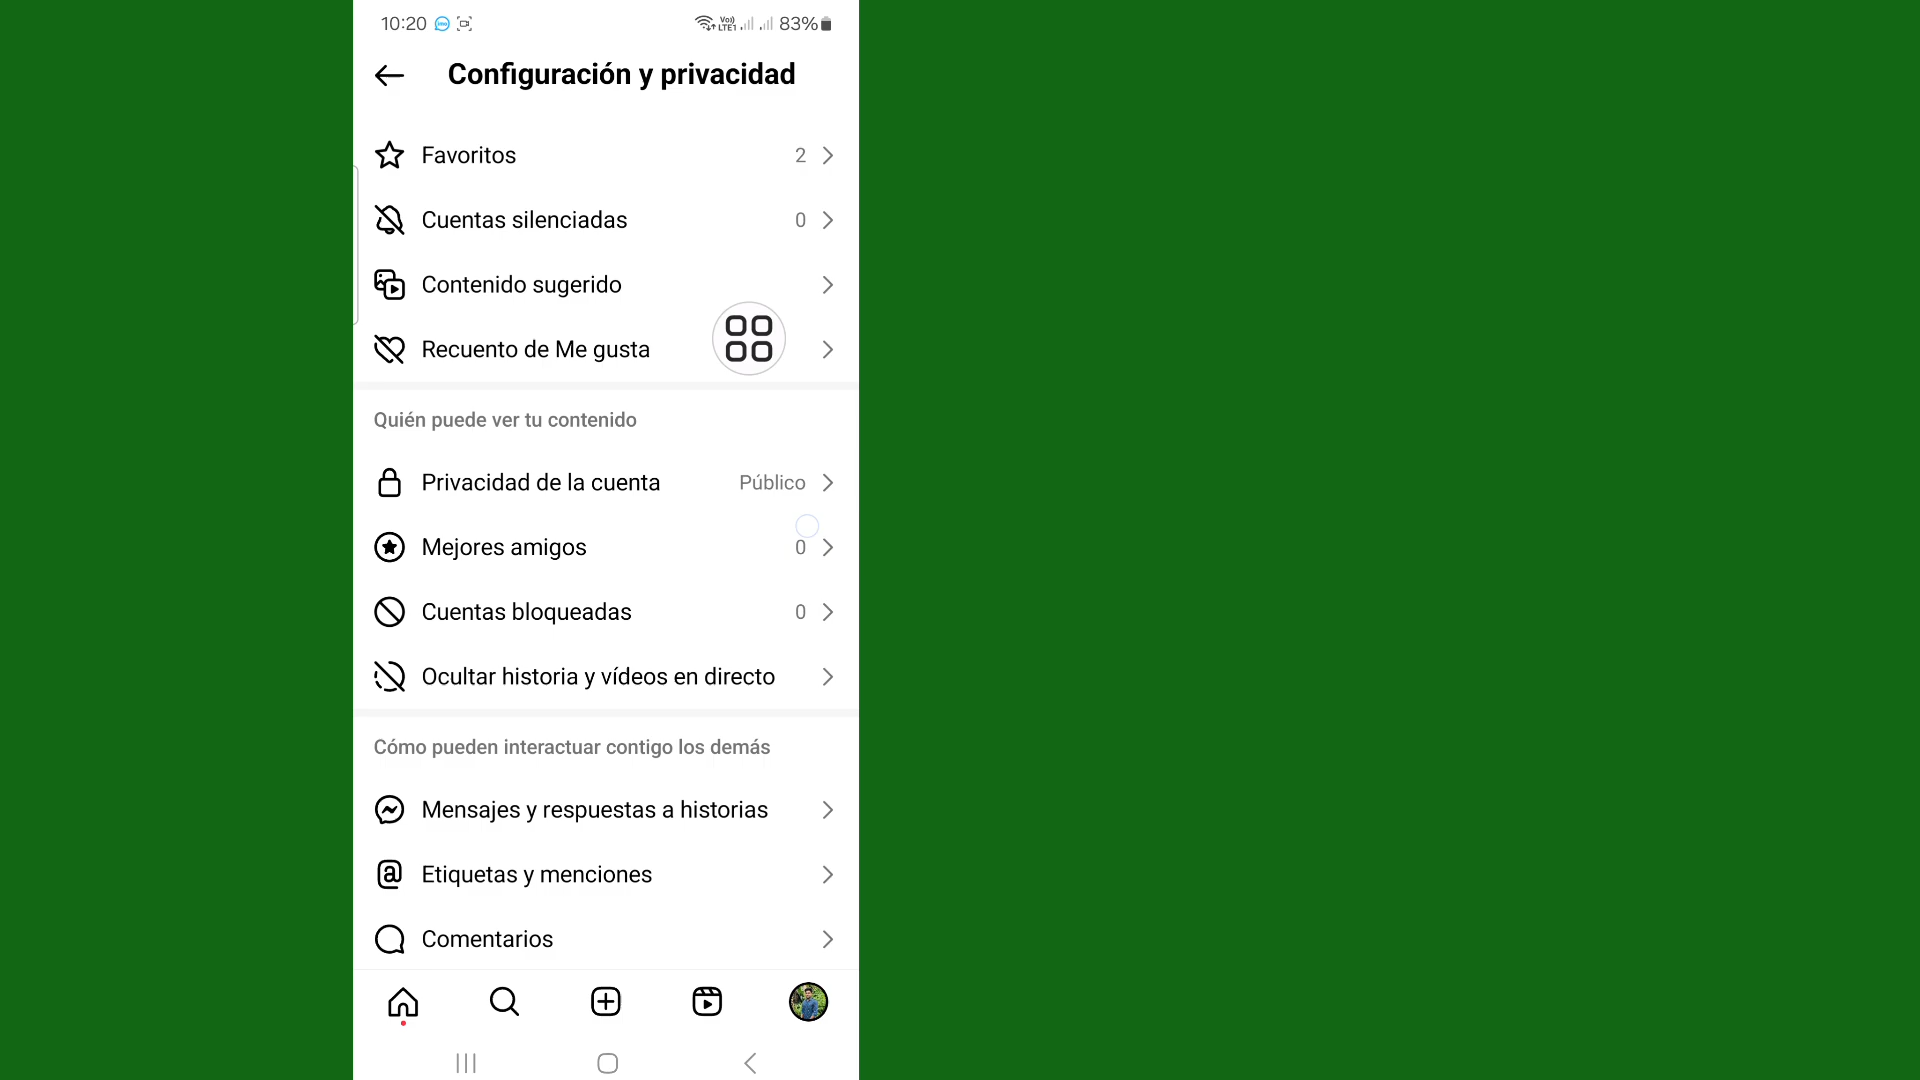 10:20 83%
Configuración y privacidad
Favoritos 2
Cuentas silenciadas 0
Contenido sugerido
Recuento de Me gusta
Quién puede ver tu contenido
Privacidad de la cuenta Público
Mejores amigos 0
Cuentas bloqueadas 0
Ocultar historia y vídeos en directo
Cómo pueden interactuar contigo los demás
Mensajes y respuestas a historias
Etiquetas y menciones
Comentarios